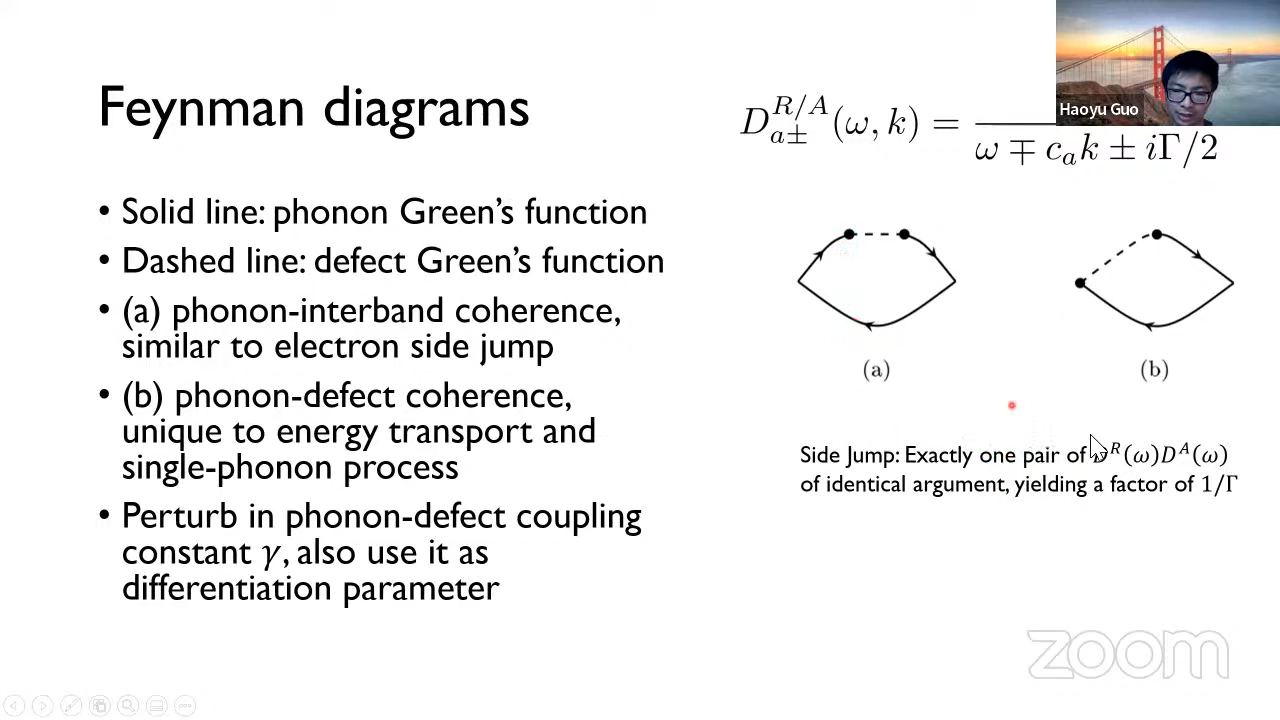 Feynman diagrams
• Solid line: phonon Green's function
• Dashed line: defect Green's function
• (a) phonon-interband coherence,
similar to electron side jump
• (b) phonon-defect coherence,
unique to energy transport and
single-phonon process
• Perturb in phonon-defect coupling
constant γ, also use it as
differentiation parameter
Haoyu Guo
D_{a±}^{R/A}(ω, k) =
ω ∓ c_a k ± iΓ/2
(a) (b)
Side Jump: Exactly one pair of D^R(ω)D^A(ω)
of identical argument, yielding a factor of 1/Γ
zoom